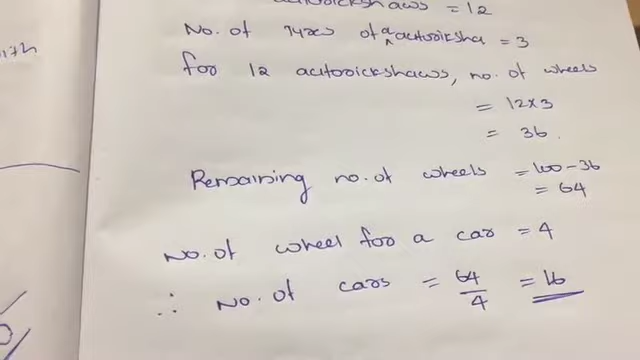 autorickshaws = 12
No. of tyres of a autoriksha = 3
for 12 autorickshaws, no. of wheels
= 12x3
= 36.
Remaining no. of wheels = 100-36
= 64
No. of wheel for a car = 4
∴ No. of cars = 64/4 = 16